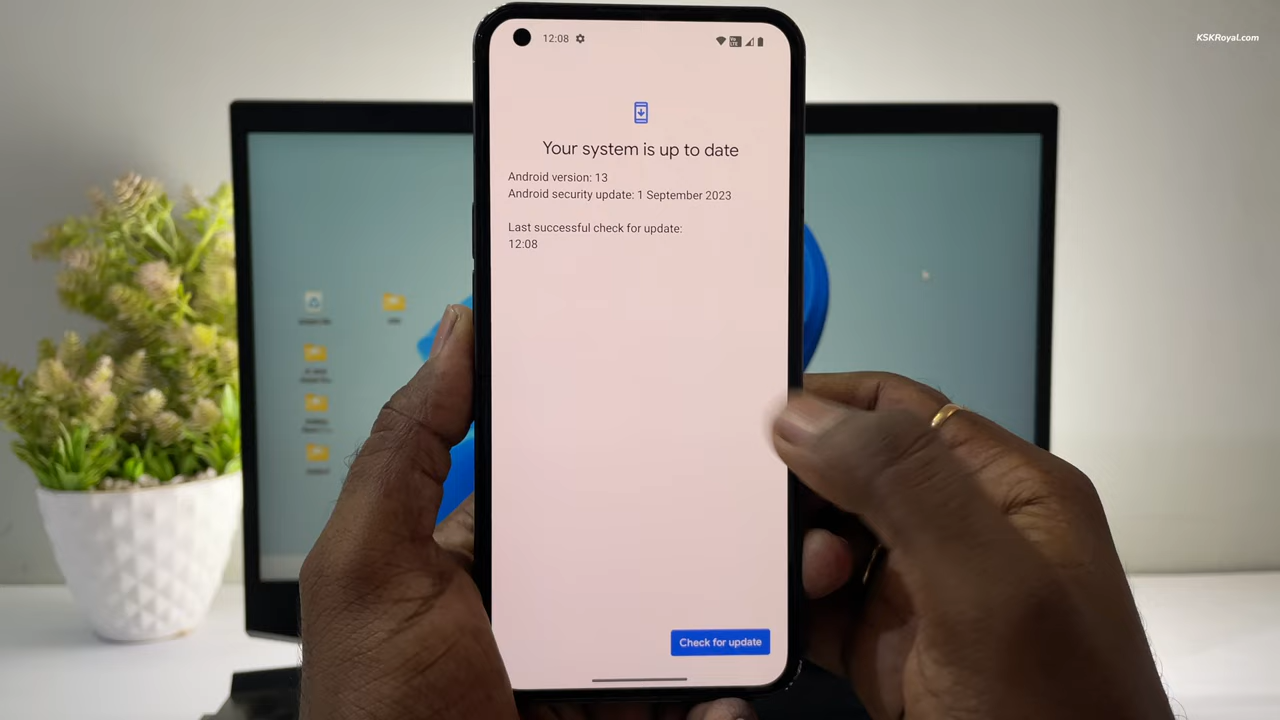 KSKRoyal.com
12:08
Your system is up to date
Android version: 13
Android security update: 1 September 2023
Last successful check for update:
12:08
Check for update